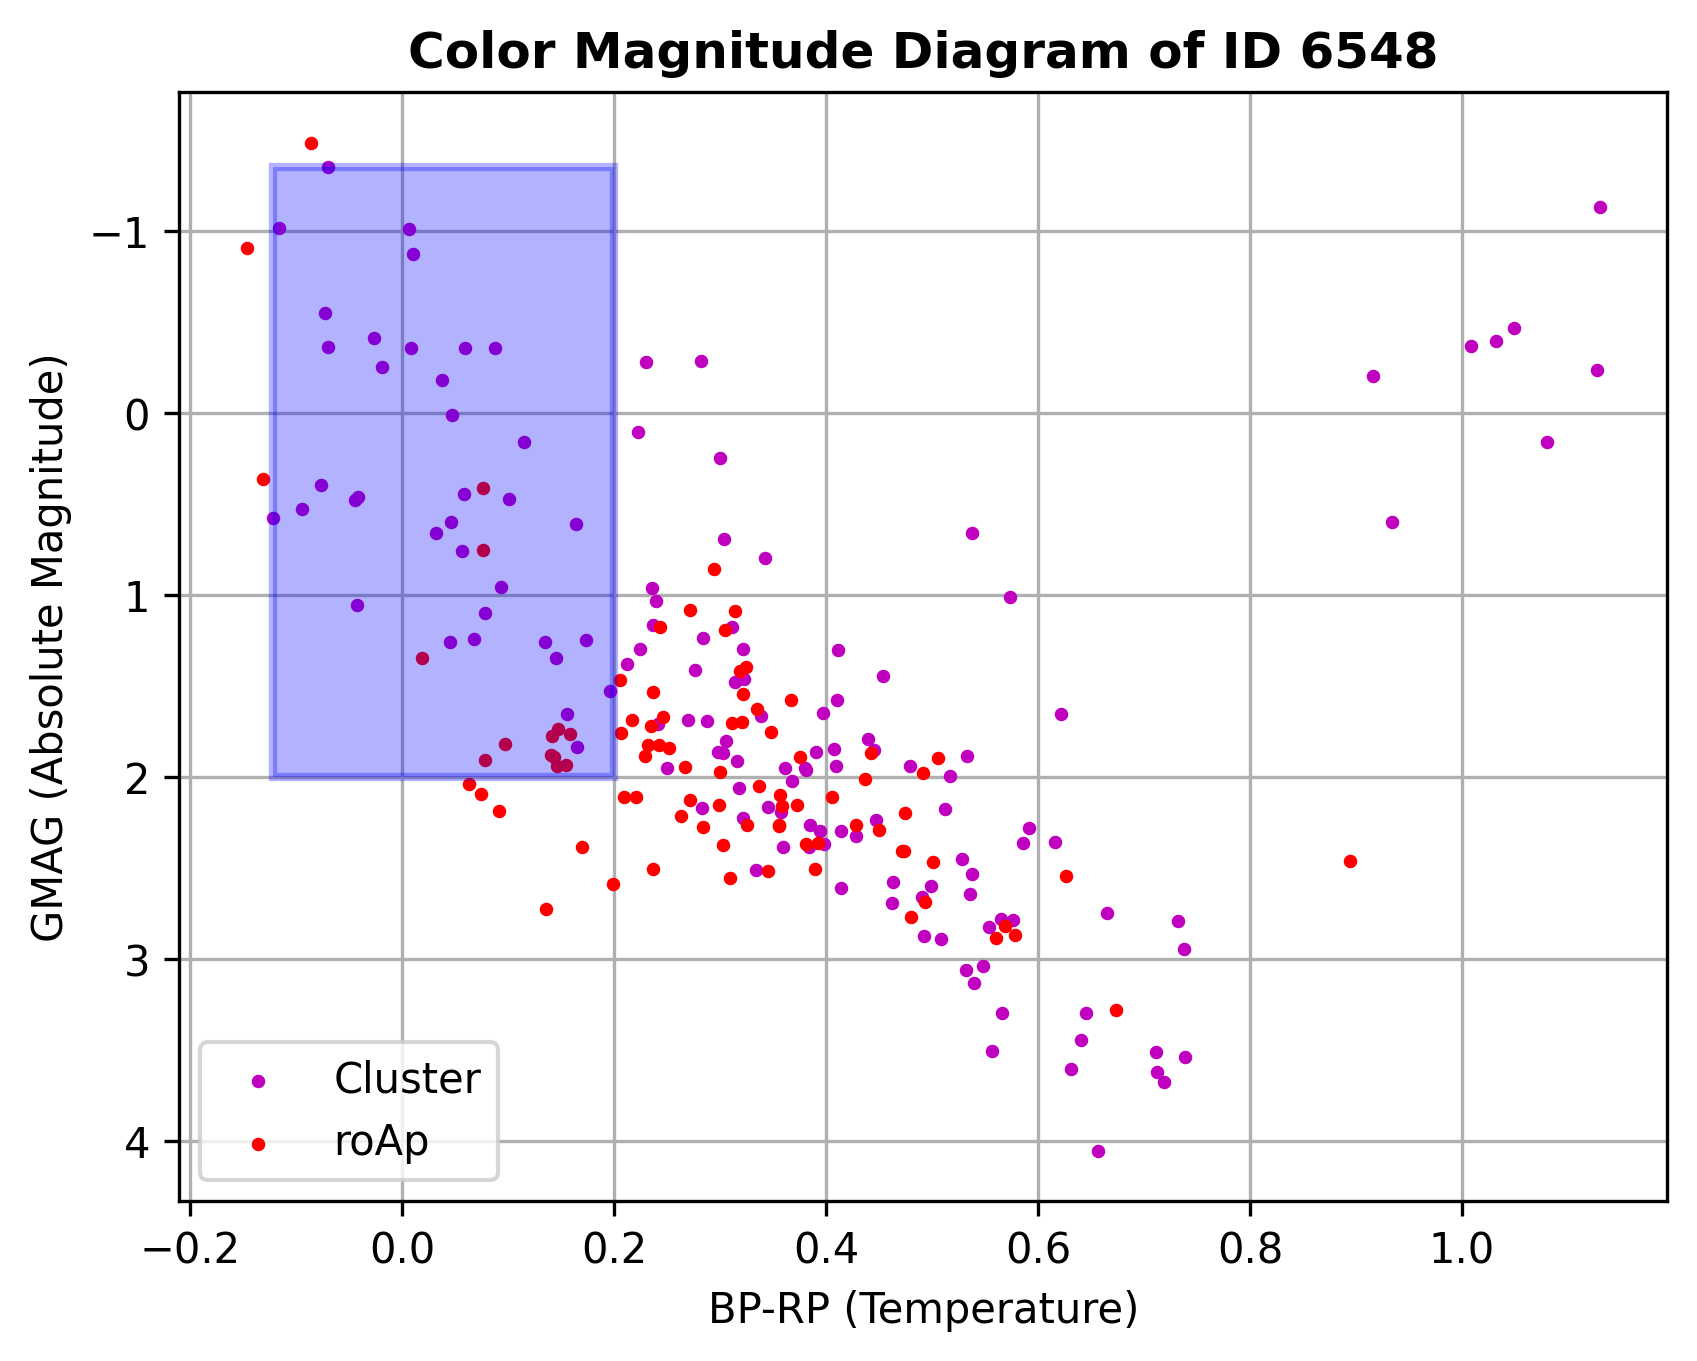 Color Magnitude Diagram of ID 6548
GMAG (Absolute Magnitude)
−1
0
1
2
3
4
Cluster
roAp
−0.2 0.0 0.2 0.4 0.6 0.8 1.0
BP-RP (Temperature)